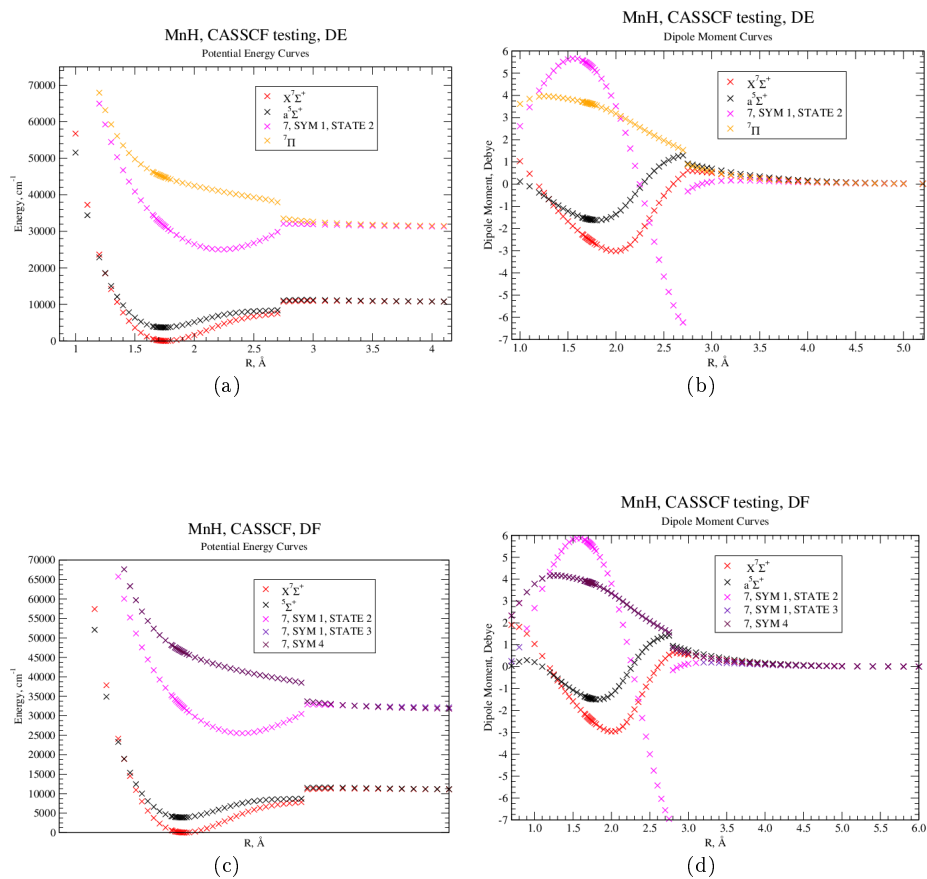 MnH, CASSCF testing, DE
Potential Energy Curves
X⁷Σ⁺
a⁵Σ⁺
7, SYM 1, STATE 2
⁷Π
Energy, cm⁻¹
70000
60000
50000
40000
30000
20000
10000
0
1 1.5 2 2.5 3 3.5 4
R, Å
(a)
MnH, CASSCF testing, DE
Dipole Moment Curves
X⁷Σ⁺
a⁵Σ⁺
7, SYM 1, STATE 2
⁷Π
Dipole Moment, Debye
6
5
4
3
2
1
0
-1
-2
-3
-4
-5
-6
-7
1.0 1.5 2.0 2.5 3.0 3.5 4.0 4.5 5.0
R, Å
(b)
MnH, CASSCF, DF
Potential Energy Curves
X⁷Σ⁺
⁵Σ⁺
7, SYM 1, STATE 2
7, SYM 1, STATE 3
7, SYM 4
Energy, cm⁻¹
70000
65000
60000
55000
50000
45000
40000
35000
30000
25000
20000
15000
10000
5000
0
R, Å
(c)
MnH, CASSCF testing, DF
Dipole Moment Curves
X⁷Σ⁺
a⁵Σ⁺
7, SYM 1, STATE 2
7, SYM 1, STATE 3
7, SYM 4
Dipole Moment, Debye
6
5
4
3
2
1
0
-1
-2
-3
-4
-5
-6
-7
1.0 1.5 2.0 2.5 3.0 3.5 4.0 4.5 5.0 5.5 6.0
R, Å
(d)